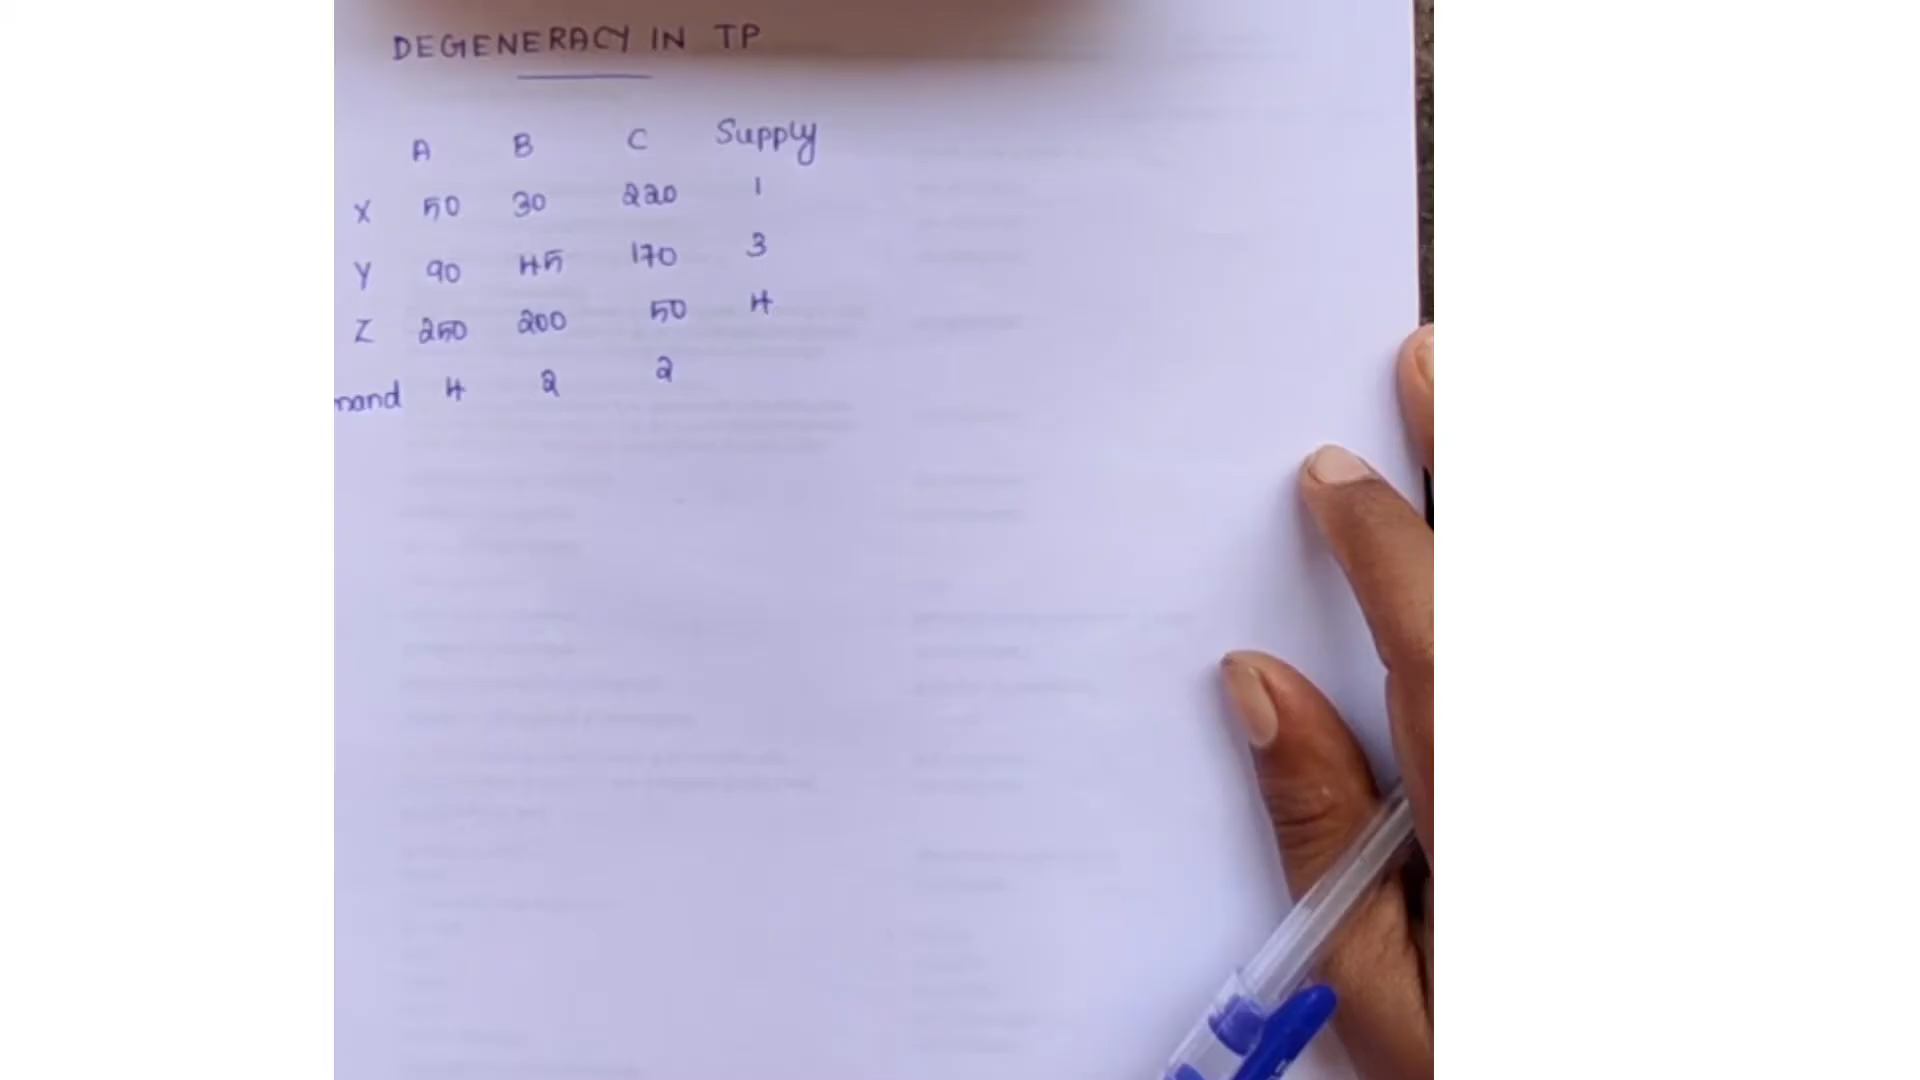 DEGENERACY IN TP
A B C Supply
X 50 30 220 1
Y 90 45 170 3
Z 250 200 50 4
mand 4 2 2